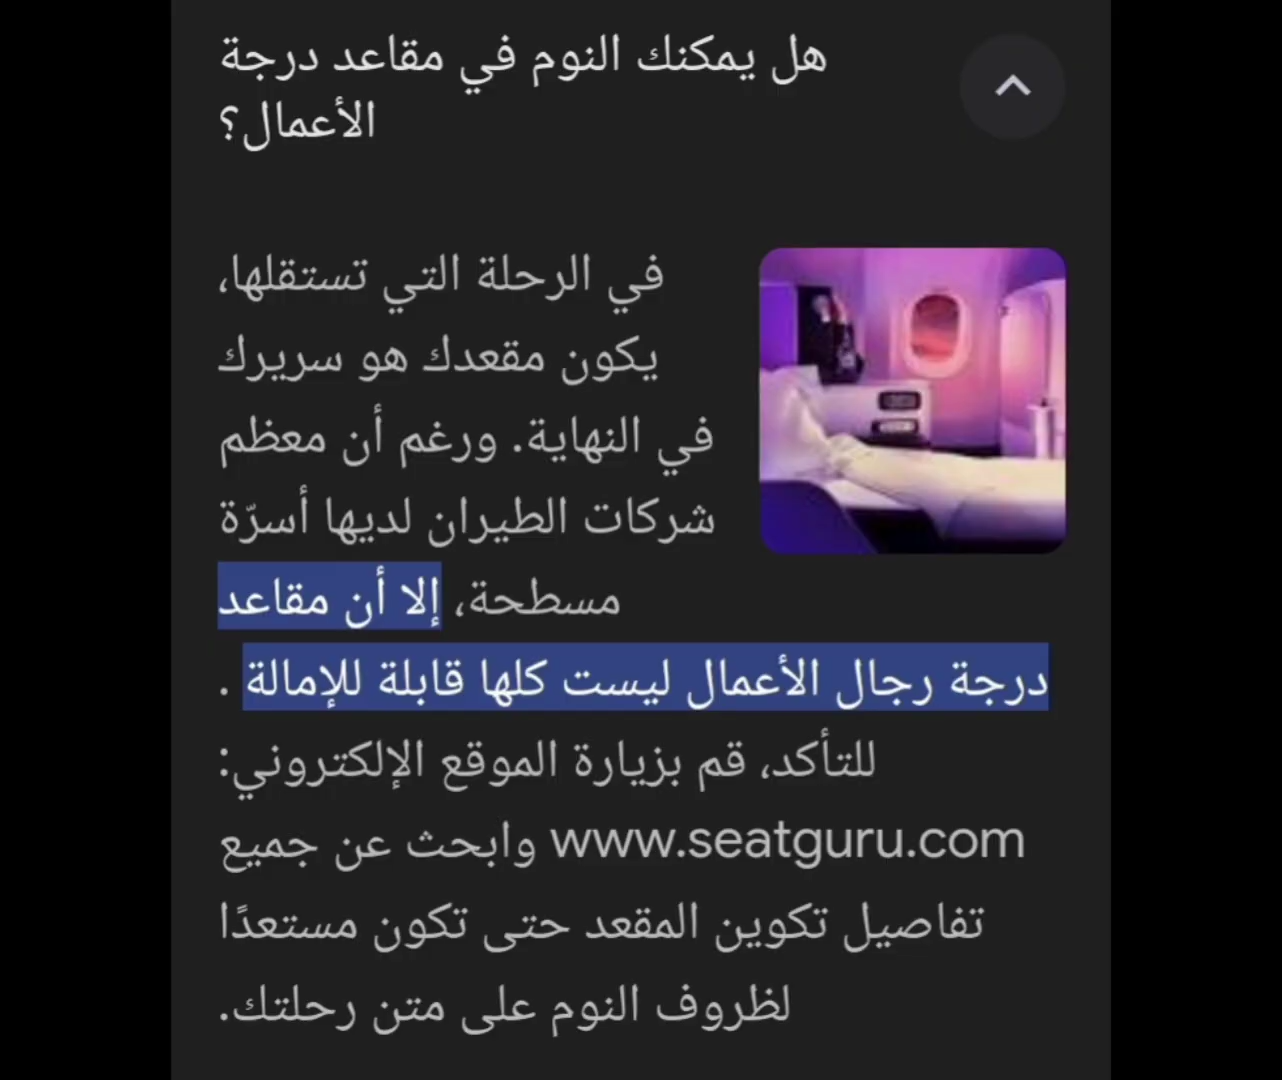 هل يمكنك النوم في مقاعد درجة
الأعمال؟
في الرحلة التي تستقلها،
يكون مقعدك هو سريرك
في النهاية. ورغم أن معظم
شركات الطيران لديها أسرّة
مسطحة، إلا أن مقاعد
درجة رجال الأعمال ليست كلها قابلة للإمالة .
للتأكد، قم بزيارة الموقع الإلكتروني:
www.seatguru.com وابحث عن جميع
تفاصيل تكوين المقعد حتى تكون مستعدًا
لظروف النوم على متن رحلتك.